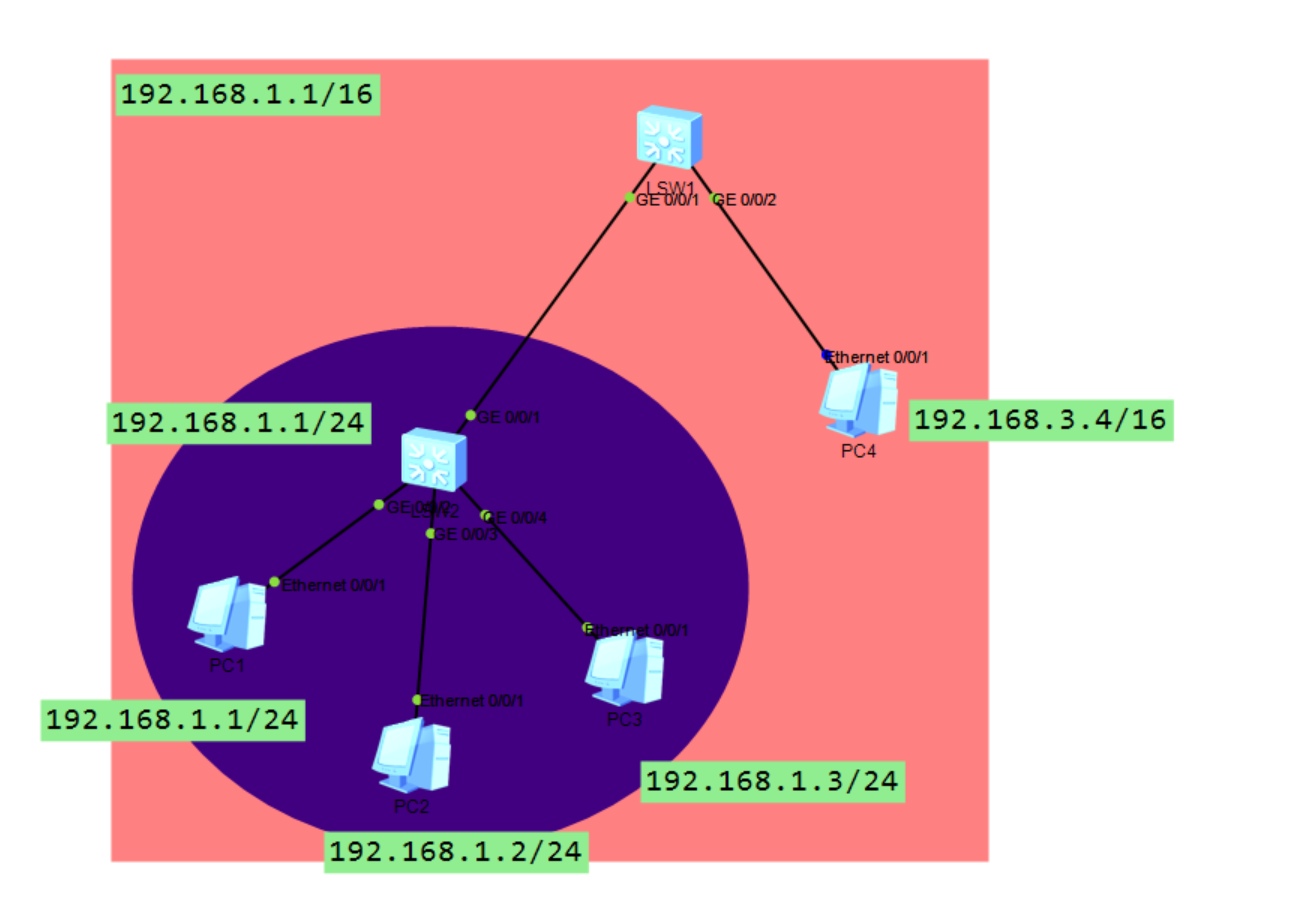 192.168.1.1/16
LSW1
GE 0/0/1
GE 0/0/2
Ethernet 0/0/1
PC4
192.168.3.4/16
192.168.1.1/24
GE 0/0/1
LSW2
GE 0/0/2
GE 0/0/4
GE 0/0/3
Ethernet 0/0/1
PC1
Ethernet 0/0/1
PC3
192.168.1.1/24
Ethernet 0/0/1
PC2
192.168.1.3/24
192.168.1.2/24